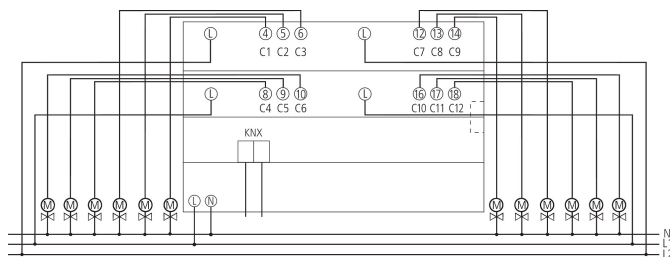 L 4 5 6 L 12 13 14
C1 C2 C3 C7 C8 C9
L 8 9 10 L 16 17 18
C4 C5 C6 C10 C11 C12
KNX
L N
M M M M M M M M M M M M
N
L1